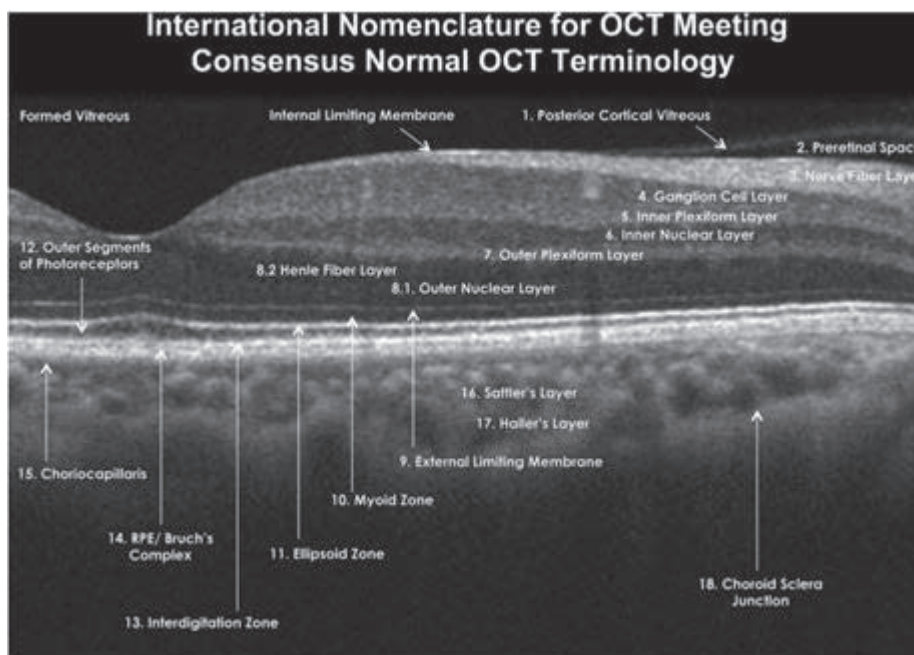 International Nomenclature for OCT Meeting
Consensus Normal OCT Terminology
Formed Vitreous
Internal Limiting Membrane
1. Posterior Cortical Vitreous
2. Preretinal Spac
3. Nerve Fiber Laye
4. Ganglion Cell Layer
5. Inner Plexiform Layer
6. Inner Nuclear Layer
7. Outer Plexiform Layer
12. Outer Segments
of Photoreceptors
8.2 Henle Fiber Layer
8.1. Outer Nuclear Layer
16. Sattler's Layer
17. Haller's Layer
9. External Limiting Membrane
15. Choriocapillaris
10. Myoid Zone
14. RPE/ Bruch's
Complex
11. Ellipsoid Zone
18. Choroid Sclera
Junction
13. Interdigitation Zone